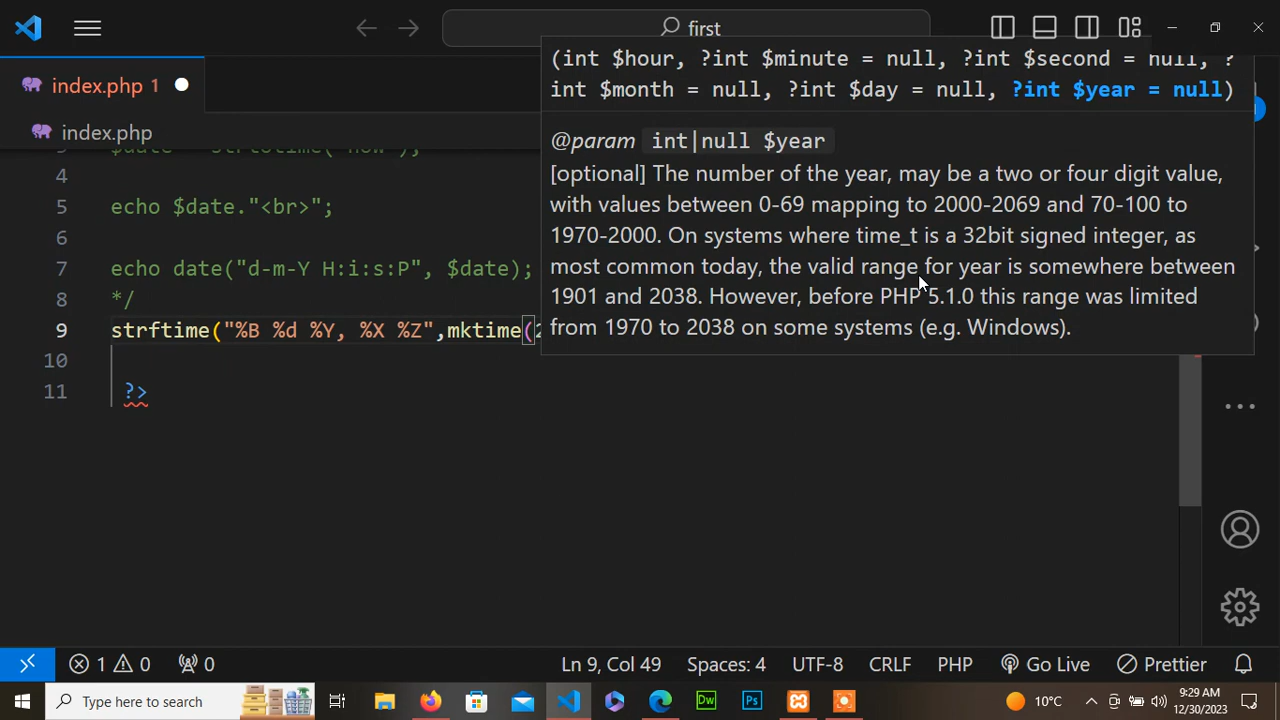 first
(int $hour, ?int $minute = null, ?int $second = null, ?
int $month = null, ?int $day = null, ?int $year = null)
index.php 1
index.php
@param int|null $year
[optional] The number of the year, may be a two or four digit value,
with values between 0-69 mapping to 2000-2069 and 70-100 to
1970-2000. On systems where time_t is a 32bit signed integer, as
most common today, the valid range for year is somewhere between
1901 and 2038. However, before PHP 5.1.0 this range was limited
from 1970 to 2038 on some systems (e.g. Windows).
3 $date = strtotime("now");
4
5 echo $date."<br>";
6
7 echo date("d-m-Y H:i:s:P", $date);
8 */
9 strftime("%B %d %Y, %X %Z",mktime(2
10
11 ?>
1 0 0 Ln 9, Col 49 Spaces: 4 UTF-8 CRLF PHP Go Live Prettier
Type here to search Dw Ps 10°C 9:29 AM
12/30/2023